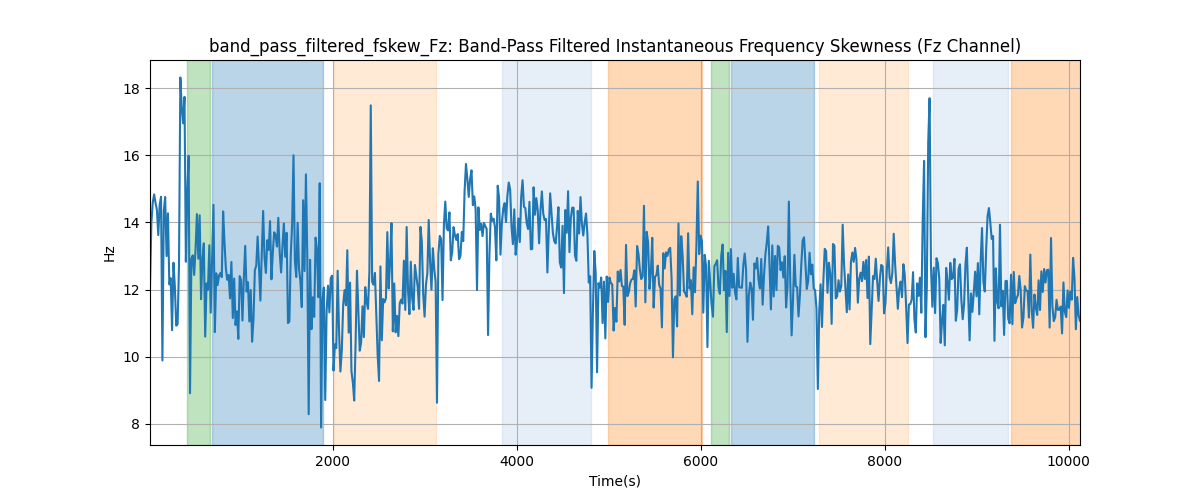 band_pass_filtered_fskew_Fz: Band-Pass Filtered Instantaneous Frequency Skewness (Fz Channel)
18
16
14
12
10
8
Hz
2000 4000 6000 8000 10000
Time(s)